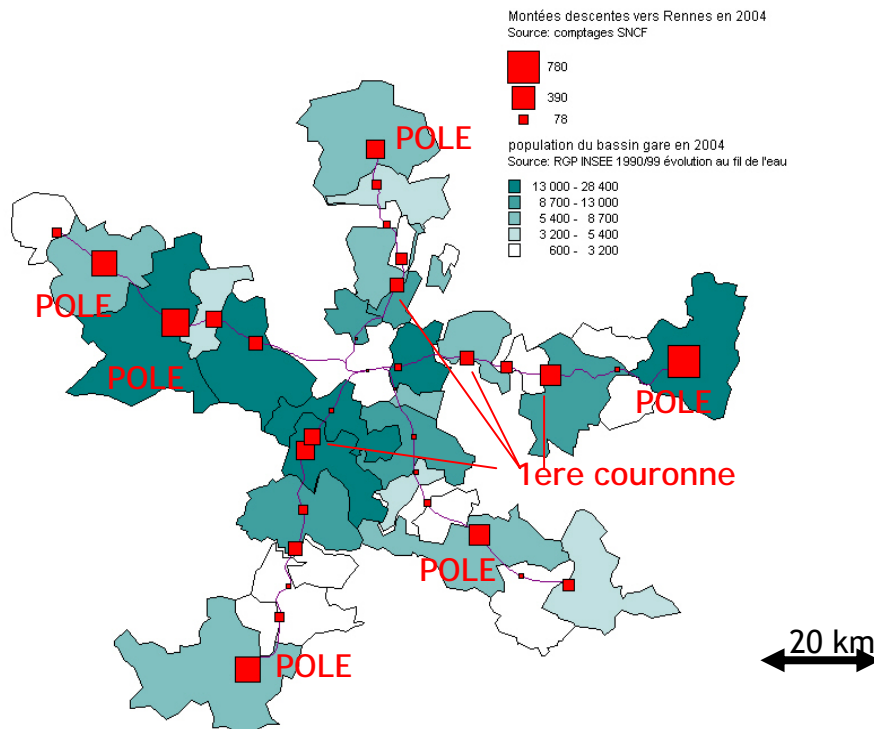 Montées descentes vers Rennes en 2004
Source: comptages SNCF
780
390
78
population du bassin gare en 2004
Source: RGP INSEE 1990/99 évolution au fil de l'eau
13 000 - 28 400
8 700 - 13 000
5 400 - 8 700
3 200 - 5 400
600 - 3 200
POLE
POLE
POLE
POLE
1ère couronne
POLE
POLE
20 km